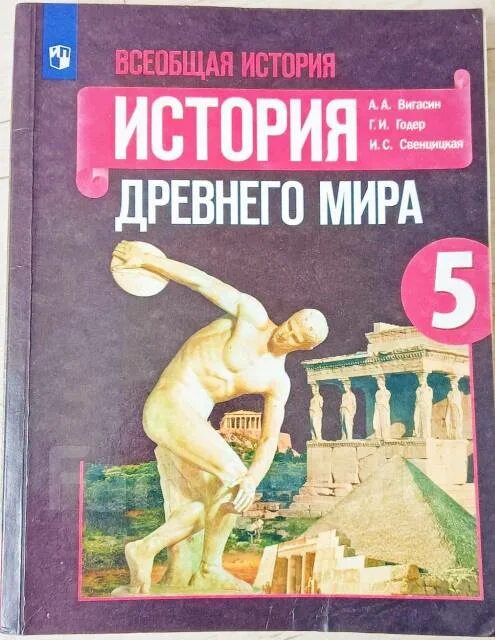 ВСЕОБЩАЯ ИСТОРИЯ
ИСТОРИЯ
А. А. Вигасин
Г. И. Годер
И. С. Свенцицкая
ДРЕВНЕГО МИРА
5